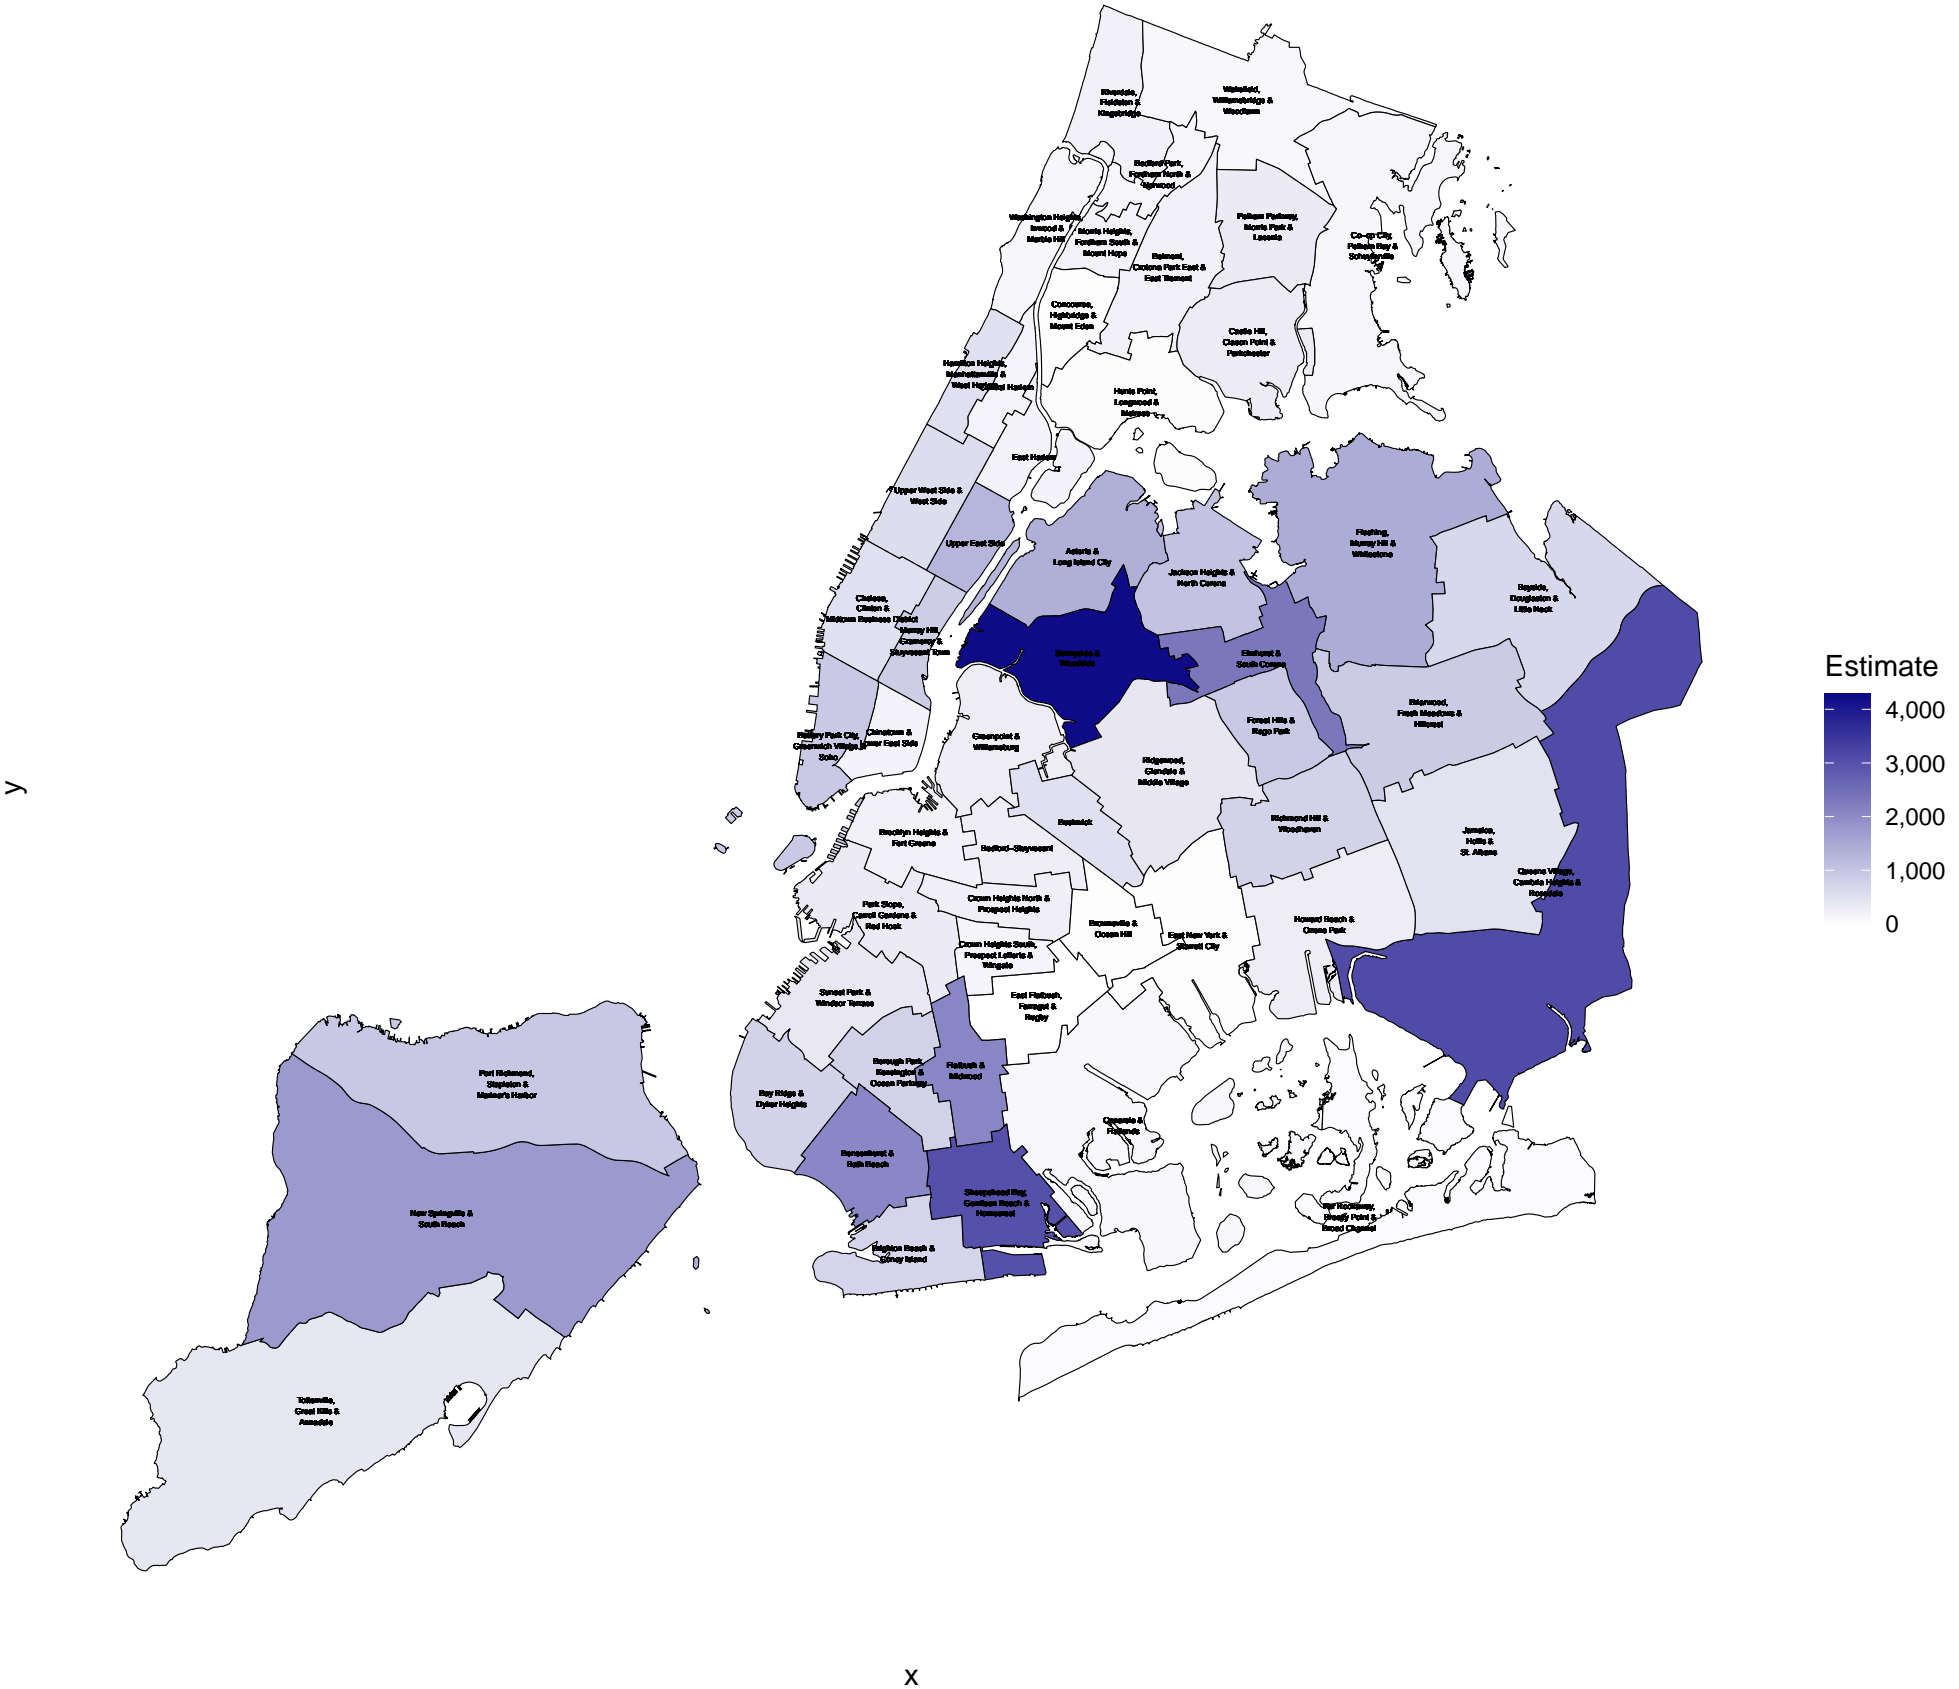 Riverdale,
Fieldston &
Kingsbridge
Wakefield,
Williamsbridge &
Woodlawn
Bedford Park,
Fordham North &
Norwood
Washington Heights,
Inwood &
Marble Hill
Morris Heights,
Fordham South &
Mount Hope
Pelham Parkway,
Morris Park &
Laconia
Co-op City,
Pelham Bay &
Schuylerville
Belmont,
Crotona Park East &
East Tremont
Concourse,
Highbridge &
Mount Eden
Castle Hill,
Clason Point &
Parkchester
Hamilton Heights,
Manhattanville &
West Harlem
Central Harlem
Hunts Point,
Longwood &
Melrose
East Harlem
Upper West Side &
West Side
Upper East Side
Astoria &
Long Island City
Jackson Heights &
North Corona
Flushing,
Murray Hill &
Whitestone
Bayside,
Douglaston &
Little Neck
Chelsea,
Clinton &
Midtown Business District
Murray Hill,
Gramercy &
Stuyvesant Town
Sunnyside &
Woodside
Elmhurst &
South Corona
Briarwood,
Fresh Meadows &
Hillcrest
Forest Hills &
Rego Park
Battery Park City,
Greenwich Village &
Soho
Chinatown &
Lower East Side
Greenpoint &
Williamsburg
Ridgewood,
Glendale &
Middle Village
Richmond Hill &
Woodhaven
Jamaica,
Hollis &
St. Albans
Queens Village,
Cambria Heights &
Rosedale
Brooklyn Heights &
Fort Greene
Bedford-Stuyvesant
Bushwick
Park Slope,
Carroll Gardens &
Red Hook
Crown Heights North &
Prospect Heights
Brownsville &
Ocean Hill
East New York &
Starrett City
Howard Beach &
Ozone Park
Crown Heights South,
Prospect Lefferts &
Wingate
Sunset Park &
Windsor Terrace
East Flatbush,
Farragut &
Rugby
Borough Park,
Kensington &
Ocean Parkway
Flatbush &
Midwood
Bay Ridge &
Dyker Heights
Canarsie &
Flatlands
Bensonhurst &
Bath Beach
Sheepshead Bay,
Gerritsen Beach &
Homecrest
Brighton Beach &
Coney Island
Far Rockaway,
Breezy Point &
Broad Channel
Port Richmond,
Stapleton &
Mariner's Harbor
New Springville &
South Beach
Tottenville,
Great Kills &
Annadale
Estimate
4,000
3,000
2,000
1,000
0
y
x